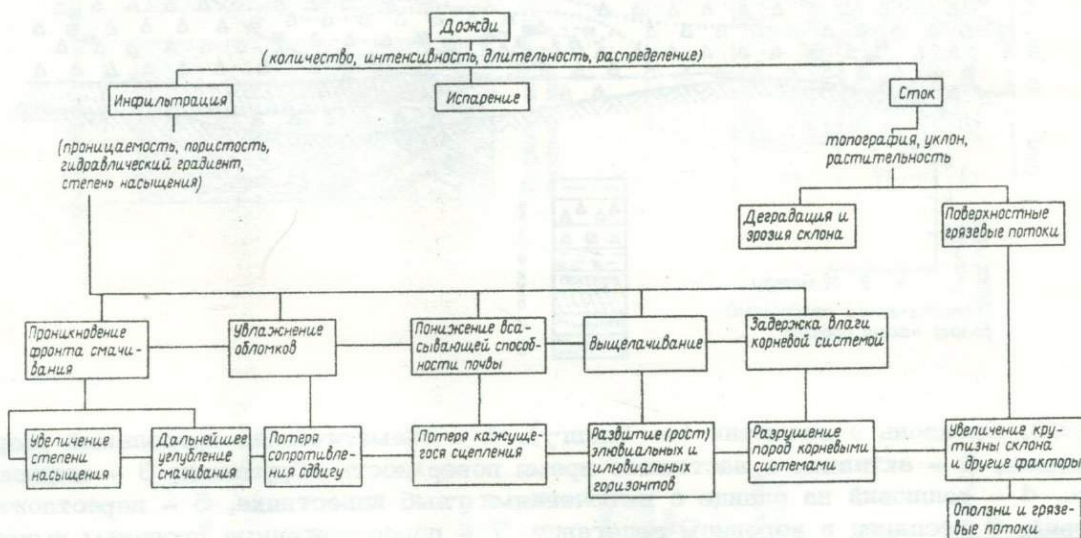 Дожди
(количество, интенсивность, длительность, распределение)
Инфильтрация
Испарение
Сток
(проницаемость, пористость,
гидравлический градиент,
степень насыщения)
топография, уклон,
растительность
Деградация и
эрозия склона
Поверхностные
грязевые потоки
Проникновение
фронта смачи-
вания
Увлажнение
обломков
Понижение вса-
сывающей способ-
ности почвы
Выщелачивание
Задержка влаги
корневой системой
Увеличение
степени
насыщения
Дальнейшее
углубление
смачивания
Потеря
сопротив-
ления сдвигу
Потеря кажуще-
гося сцепления
Развитие (рост)
элювиальных и
илювиальных
горизонтов
Разрушение
пород корневыми
системами
Увеличение кру-
тизны склона
и другие факторы
Оползни и грязе-
вые потоки